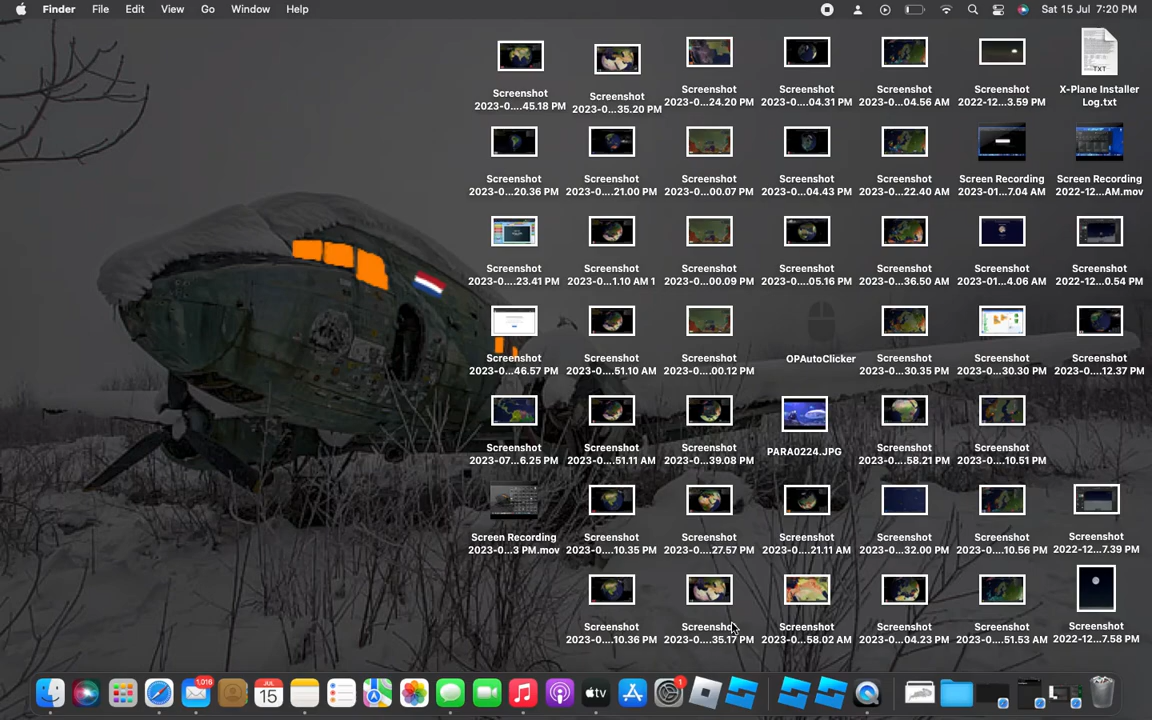 Finder File Edit View Go Window Help Sat 15 Jul 7:20 PM
Screenshot
2023-0....45.18 PM
Screenshot
2023-0....35.20 PM
Screenshot
2023-0....24.20 PM
Screenshot
2023-0....04.31 PM
Screenshot
2023-0....04.56 AM
Screenshot
2022-12...3.59 PM
X-Plane Installer
Log.txt
TXT
Screenshot
2023-0....20.36 PM
Screenshot
2023-0....21.00 PM
Screenshot
2023-0....00.07 PM
Screenshot
2023-0....04.43 PM
Screenshot
2023-0....22.40 AM
Screen Recording
2023-01...7.04 AM
Screen Recording
2022-12...AM.mov
Screenshot
2023-0....23.41 PM
Screenshot
2023-0...1.10 AM 1
Screenshot
2023-0....00.09 PM
Screenshot
2023-0....05.16 PM
Screenshot
2023-0....36.50 AM
Screenshot
2023-01...4.06 AM
Screenshot
2022-12...0.54 PM
Screenshot
2023-0....46.57 PM
Screenshot
2023-0....51.10 AM
Screenshot
2023-0....00.12 PM
OPAutoClicker
Screenshot
2023-0....30.35 PM
Screenshot
2023-0....30.30 PM
Screenshot
2023-0....12.37 PM
Screenshot
2023-07...6.25 PM
Screenshot
2023-0....51.11 AM
Screenshot
2023-0....39.08 PM
PARA0224.JPG
Screenshot
2023-0....58.21 PM
Screenshot
2023-0....10.51 PM
Screen Recording
2023-0...3 PM.mov
Screenshot
2023-0....10.35 PM
Screenshot
2023-0....27.57 PM
Screenshot
2023-0....21.11 AM
Screenshot
2023-0....32.00 PM
Screenshot
2023-0....10.56 PM
Screenshot
2022-12...7.39 PM
Screenshot
2023-0....10.36 PM
Screenshot
2023-0....35.17 PM
Screenshot
2023-0....58.02 AM
Screenshot
2023-0....04.23 PM
Screenshot
2023-0....51.53 AM
Screenshot
2022-12...7.58 PM
1,016
JUL
15
tv
1